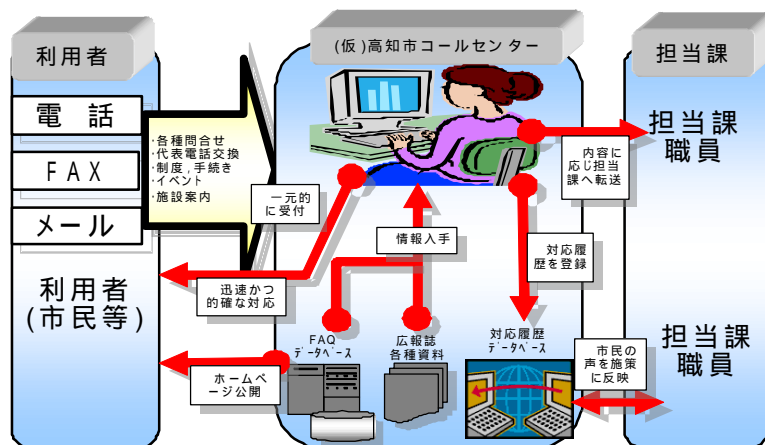 利用者
電 話
FAX
メール
利用者
(市民等)
・各種問合せ
・代表電話交換
・制度,手続き
・イベント
・施設案内
(仮)高知市コールセンター
一元的
に受付
情報入手
迅速かつ
的確な対応
ホームペ
ージ公開
FAQ
データベース
広報誌
各種資料
対応履歴
データベース
対応履
歴を登録
内容に
応じ担当
課へ転送
市民の
声を施策
に反映
担当課
担当課
職員
担当課
職員